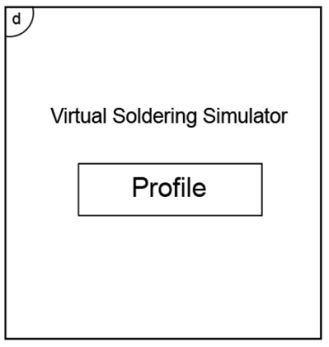 d
Virtual Soldering Simulator
Profile